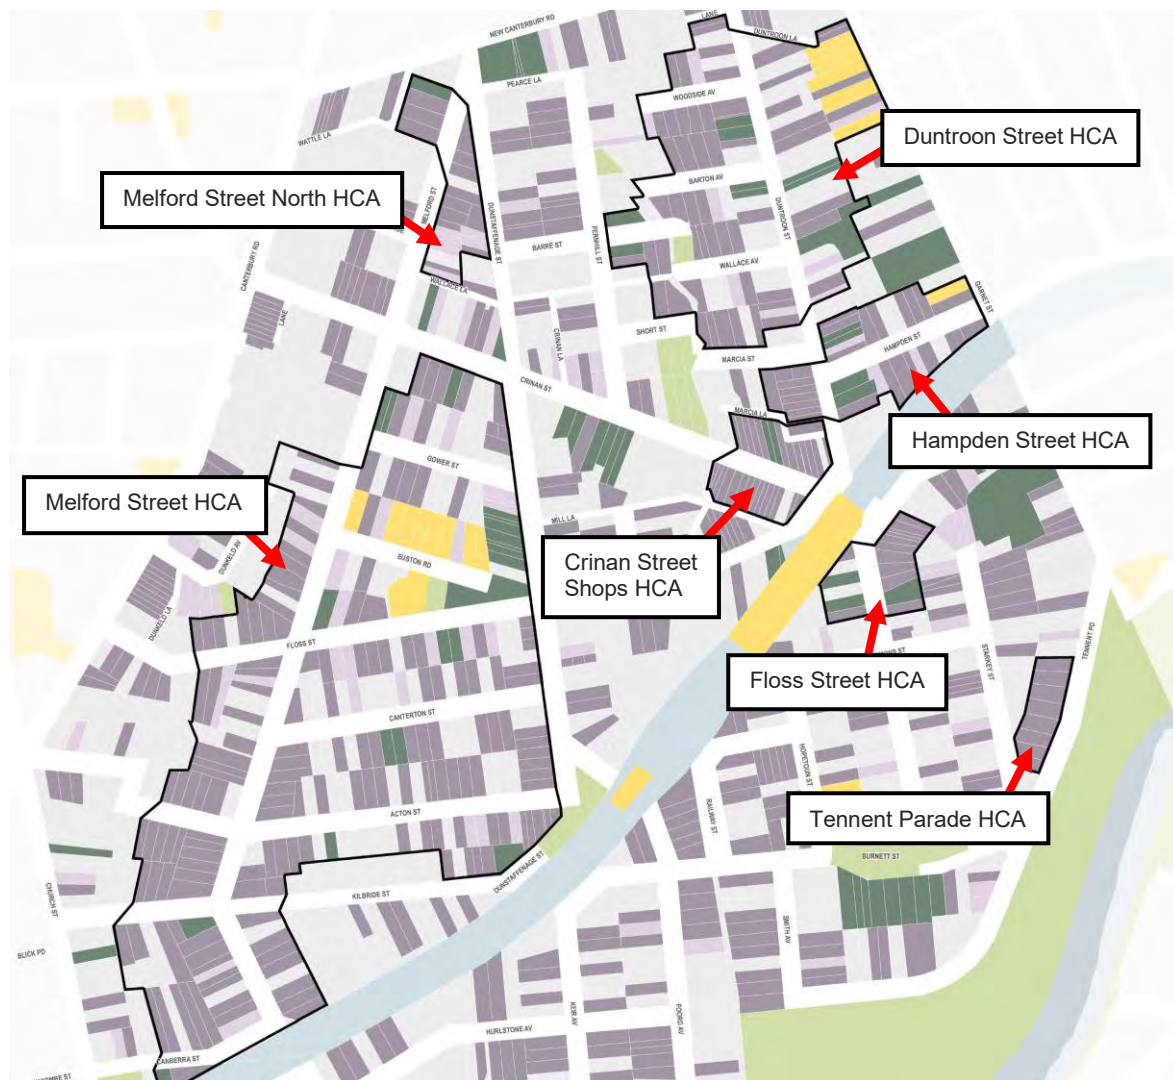 NEW CANTERBURY RD
LANE
DUNTROON LA
PEARCE LA
WOODSIDE AV
WATTLE LA
Duntroon Street HCA
Melford Street North HCA
MELFORD ST
BARTON AV
DUNSTAFFENAGE ST
FERNHILL ST
DUNTROON ST
BARRE ST
CANTERBURY RD
WALLACE AV
WALLACE LA
GARNET ST
LANE
CRINAN LA
SHORT ST
HAMPDEN ST
MARCIA ST
CRINAN ST
MARCIA LA
Hampden Street HCA
GOWER ST
Melford Street HCA
MILL LA
DUNKELD AV
EUSTON RD
Crinan Street
Shops HCA
DUNKELD LA
FLOSS ST
Floss Street HCA
STARKEY ST
TENNENT PD
CANTERTON ST
HOPETOUN ST
ACTON ST
RAILWAY ST
Tennent Parade HCA
BURNETT ST
DUNSTAFFENAGE ST
CHURCH ST
KILBRIDE ST
SMITH AV
BLICK PD
KEIR AV
FOORD AV
HURLSTONE AV
CANBERRA ST